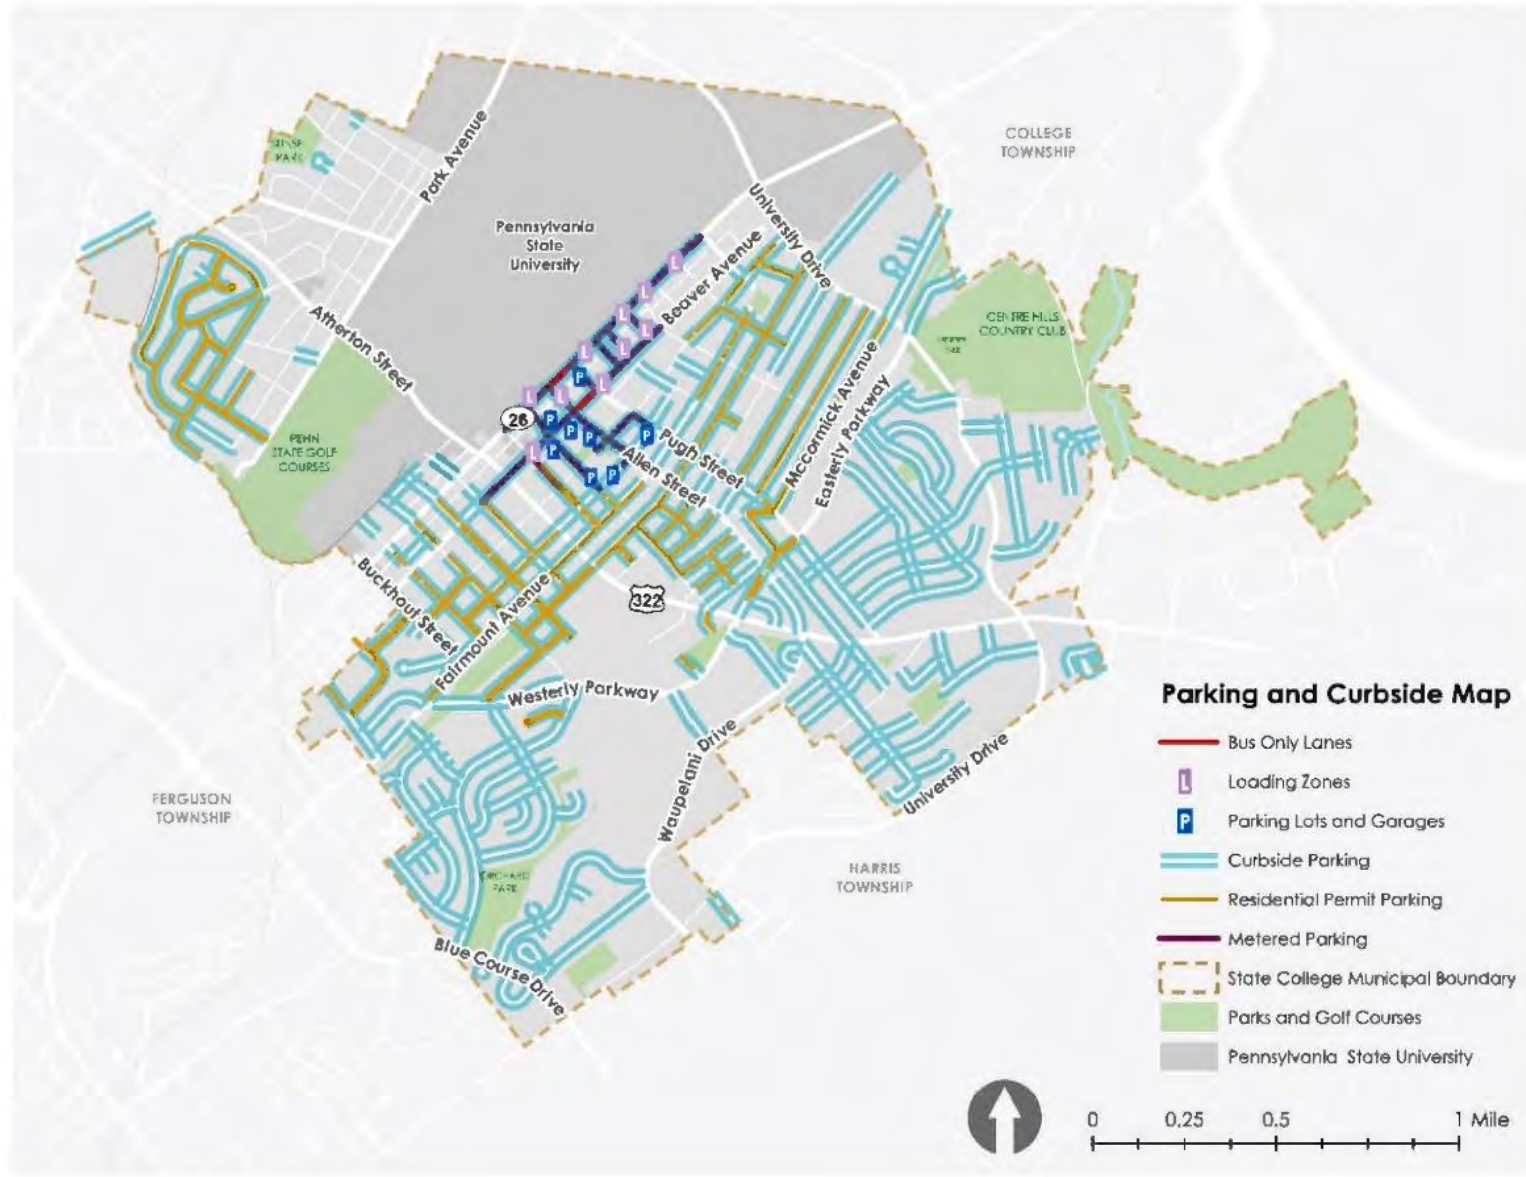 COLLEGE
TOWNSHIP
PARK
Park Avenue
University Drive
Pennsylvania
State
University
Beaver Avenue
CENTRE HILLS
COUNTRY CLUB
Atherton Street
McCormick Avenue
Easterly Parkway
26
PENN
STATE GOLF
COURSES
Pugh Street
Allen Street
Buckhout Street
Fairmount Avenue
322
Westerly Parkway
Waupelani Drive
University Drive
FERGUSON
TOWNSHIP
HARRIS
TOWNSHIP
ORCHARD
PARK
Blue Course Drive
L
L
L
L
L
L
L
L
L
L
L
P
P
P
P
P
P
P
P
Parking and Curbside Map
Bus Only Lanes
L Loading Zones
P Parking Lots and Garages
Curbside Parking
Residential Permit Parking
Metered Parking
State College Municipal Boundary
Parks and Golf Courses
Pennsylvania State University
0 0.25 0.5 1 Mile